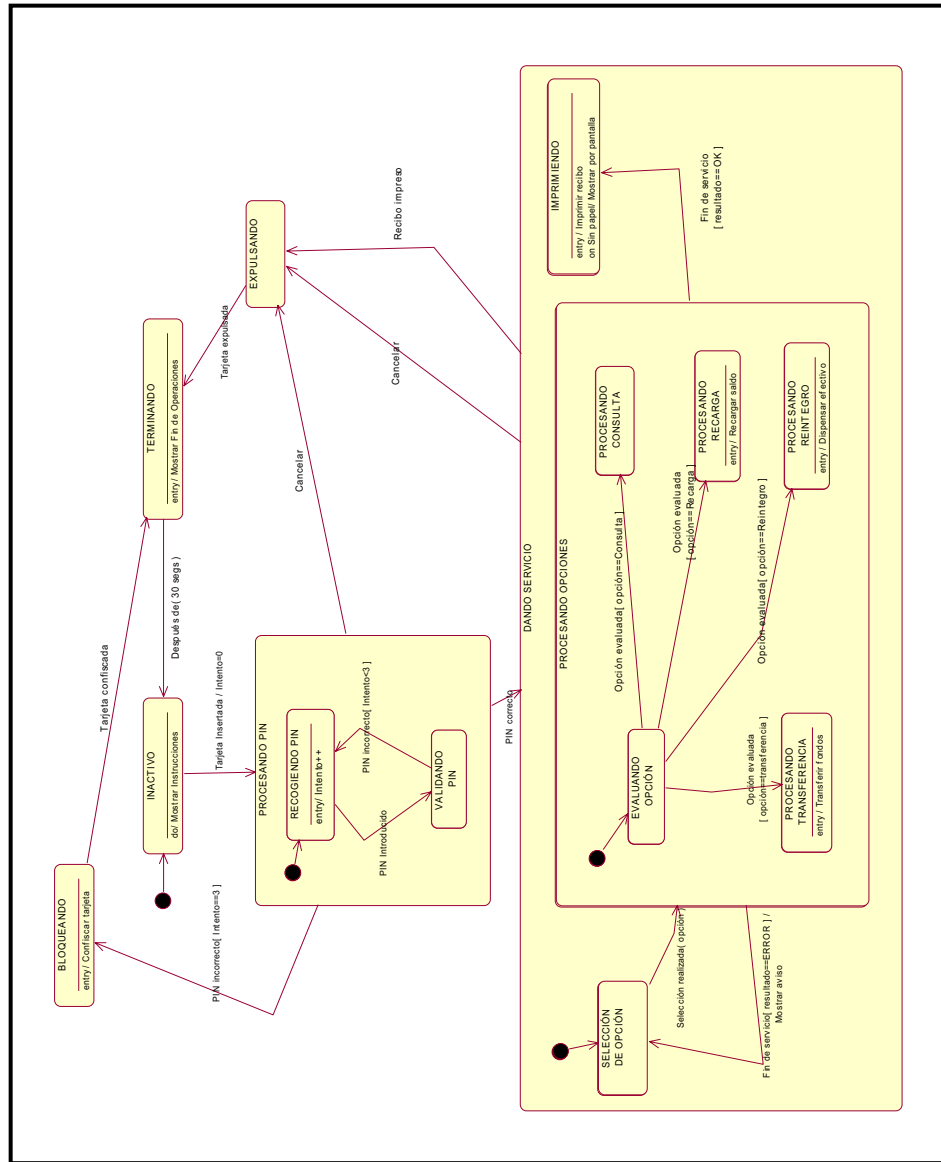 BLOQUEANDO
entry/ Confiscar tarjeta
Tarjeta confiscada
INACTIVO
do/ Mostrar Instrucciones
Después de( 30 segs )
TERMINANDO
entry / Mostrar Fin de Operaciones
Tarjeta expulsada
EXPULSANDO
PIN incorrecto[ Intento==3 ]
Tarjeta Insertada / Intento=0
Cancelar
Cancelar
Recibo impreso
PROCESANDO PIN
RECOGIENDO PIN
entry/ Intento++
PIN incorrecto[ Intento<3 ]
PIN Introducido
VALIDANDO
PIN
PIN correcto
DANDO SERVICIO
SELECCIÓN
DE OPCIÓN
Selección realizada( opción )
Fin de servicio[ resultado==ERROR ] /
Mostrar aviso
PROCESANDO OPCIONES
EVALUANDO
OPCIÓN
Opción evaluada[ opción==Consulta ]
PROCESANDO
CONSULTA
Opción evaluada
[ opción==Recarga ]
PROCESANDO
RECARGA
entry / Recargar saldo
Opción evaluada[ opción==Reintegro ]
PROCESANDO
REINTEGRO
entry / Dispensar efectivo
Opción evaluada
[ opción==transferencia ]
PROCESANDO
TRANSFERENCIA
entry / Transferir fondos
IMPRIMIENDO
entry / Imprimir recibo
on Sin papel/ Mostrar por pantalla
Fin de servicio
[ resultado==OK ]